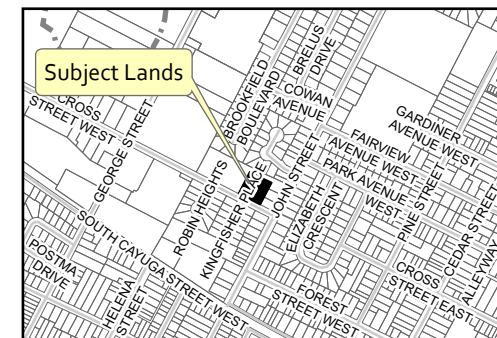 Subject Lands
BRELUS
DRIVE
BROOKFIELD
BOULEVARD
COWAN
AVENUE
GARDINER
AVENUE WEST
CROSS
STREET WEST
GEORGE STREET
FAIRVIEW
AVENUE WEST
PARK AVENUE
WEST
JOHN STREET
PINE STREET
ROBIN HEIGHTS
KINGFISHER PLACE
ELIZABETH
CRESCENT
CEDAR STREET
ALLEYWAY
SOUTH CAYUGA STREET WEST
POSTMA
DRIVE
HELENA
STREET
FOREST
STREET WEST
CROSS
STREET EAST